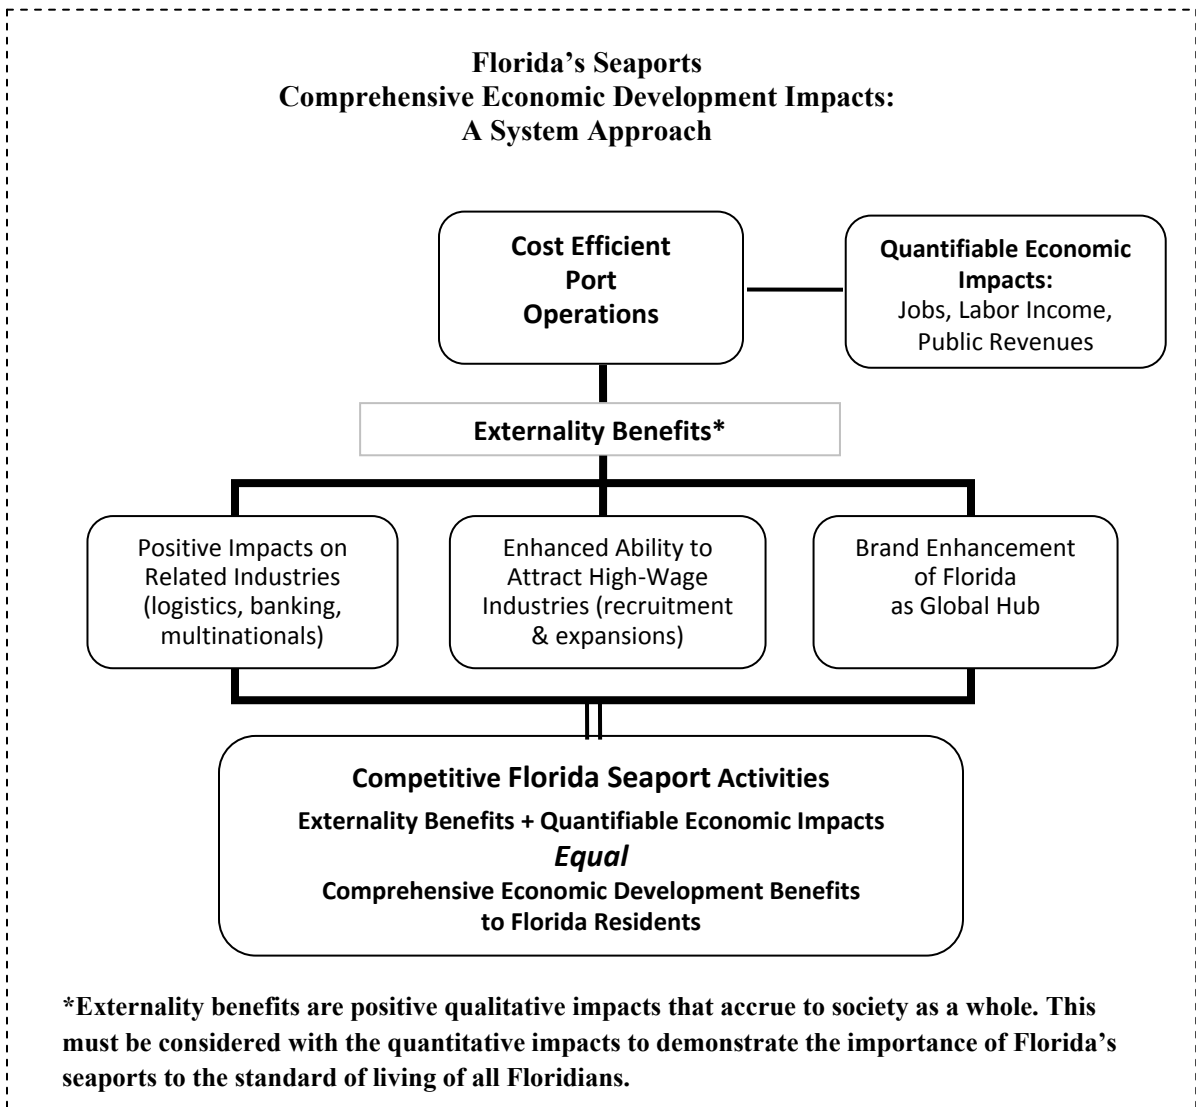 Florida's Seaports
Comprehensive Economic Development Impacts:
A System Approach
Cost Efficient
Port
Operations
Quantifiable Economic
Impacts:
Jobs, Labor Income,
Public Revenues
Externality Benefits*
Positive Impacts on
Related Industries
(logistics, banking,
multinationals)
Enhanced Ability to
Attract High-Wage
Industries (recruitment
& expansions)
Brand Enhancement
of Florida
as Global Hub
Competitive Florida Seaport Activities
Externality Benefits + Quantifiable Economic Impacts
Equal
Comprehensive Economic Development Benefits
to Florida Residents
*Externality benefits are positive qualitative impacts that accrue to society as a whole. This
must be considered with the quantitative impacts to demonstrate the importance of Florida's
seaports to the standard of living of all Floridians.